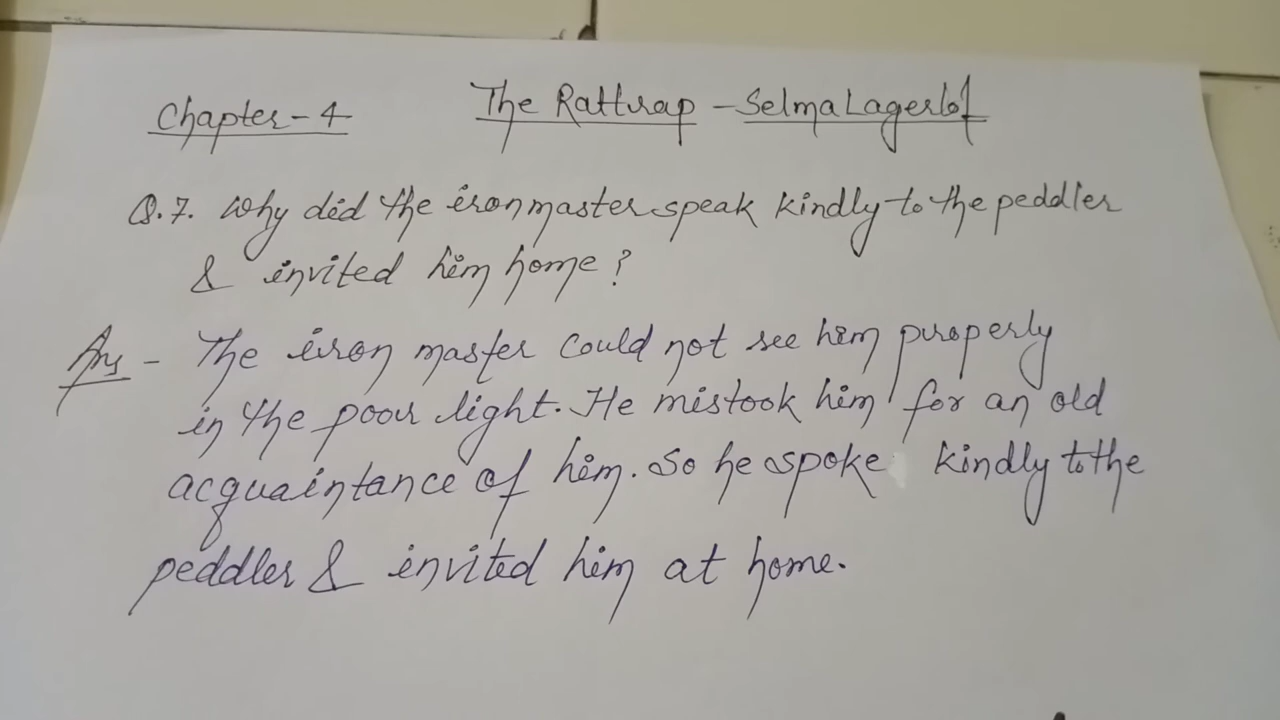 Chapter-4 The Rattrap - Selma Lagerlof
Q.7. Why did the iron master speak kindly to the peddler
& invited him home?
Ans - The iron master could not see him properly
in the poor light. He mistook him for an old
acquaintance of him. So he spoke kindly to the
peddler & invited him at home.